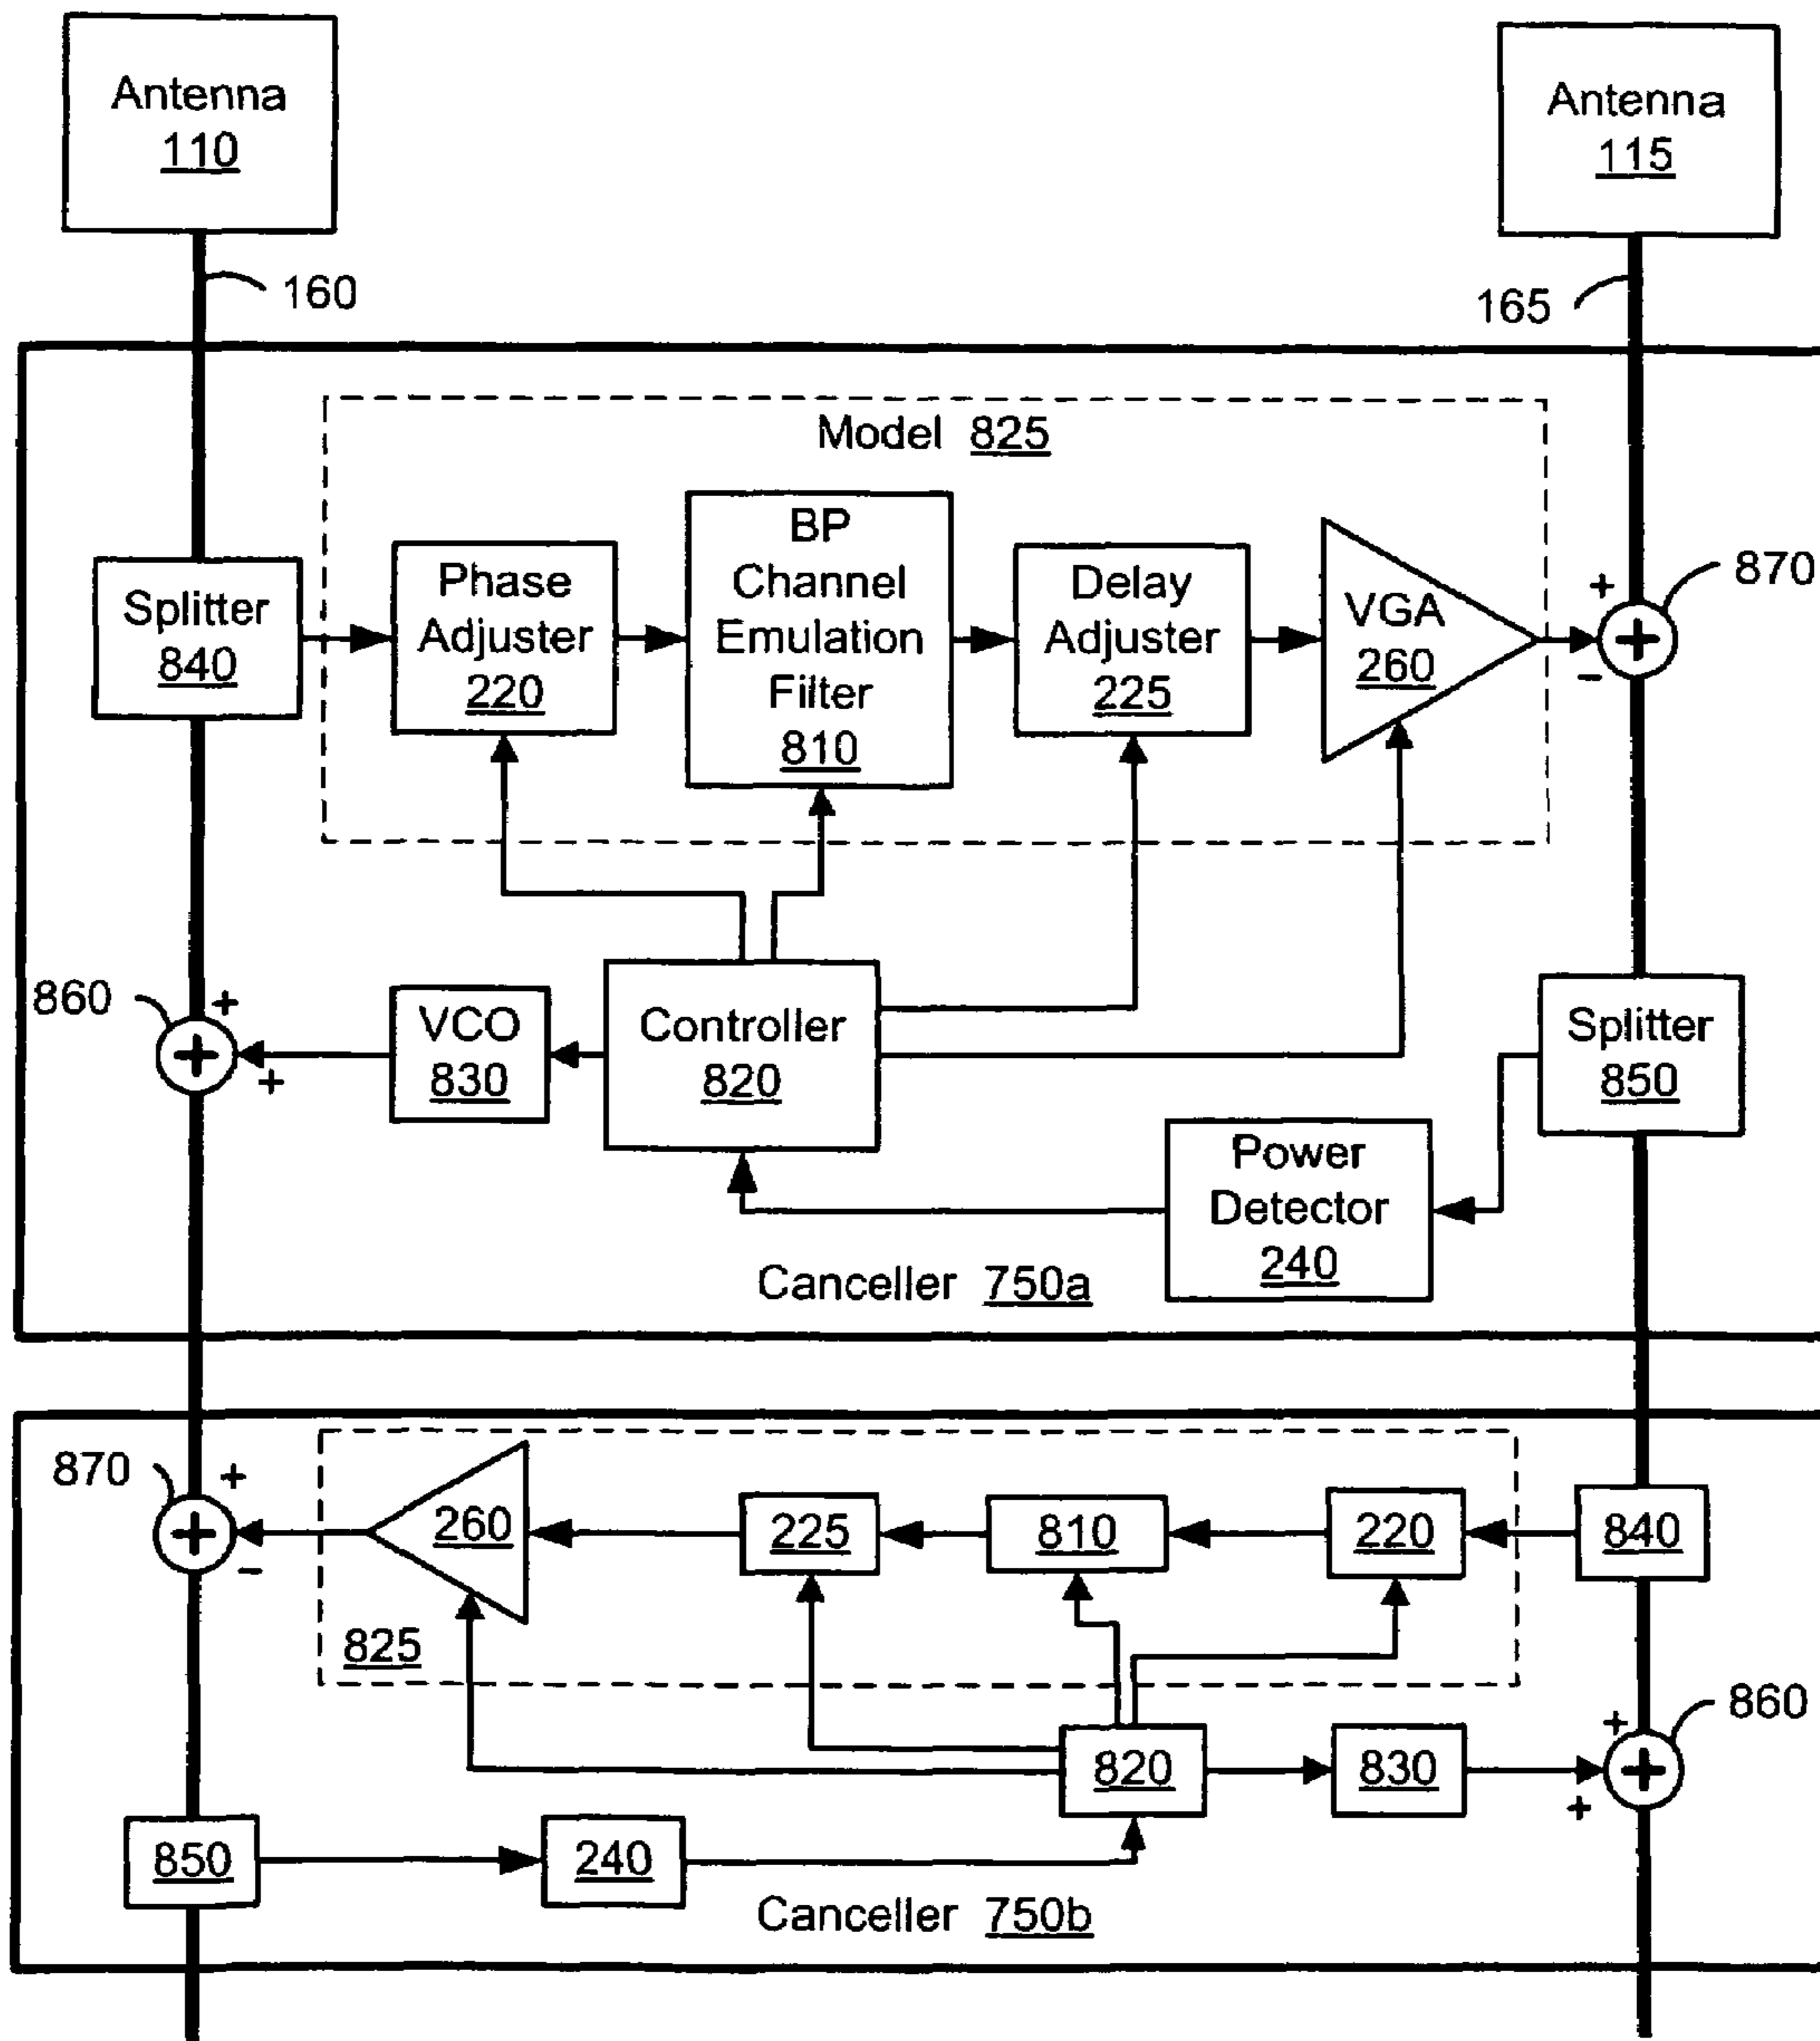 Antenna
110
Antenna
115
160
165
Model 825
Splitter
840
Phase
Adjuster
220
BP
Channel
Emulation
Filter
810
Delay
Adjuster
225
VGA
260
+
+
−
870
860
+
+
+
VCO
830
Controller
820
Splitter
850
Power
Detector
240
Canceller 750a
870
+
+
−
260
225
810
220
840
825
820
830
+
+
+
860
850
240
Canceller 750b